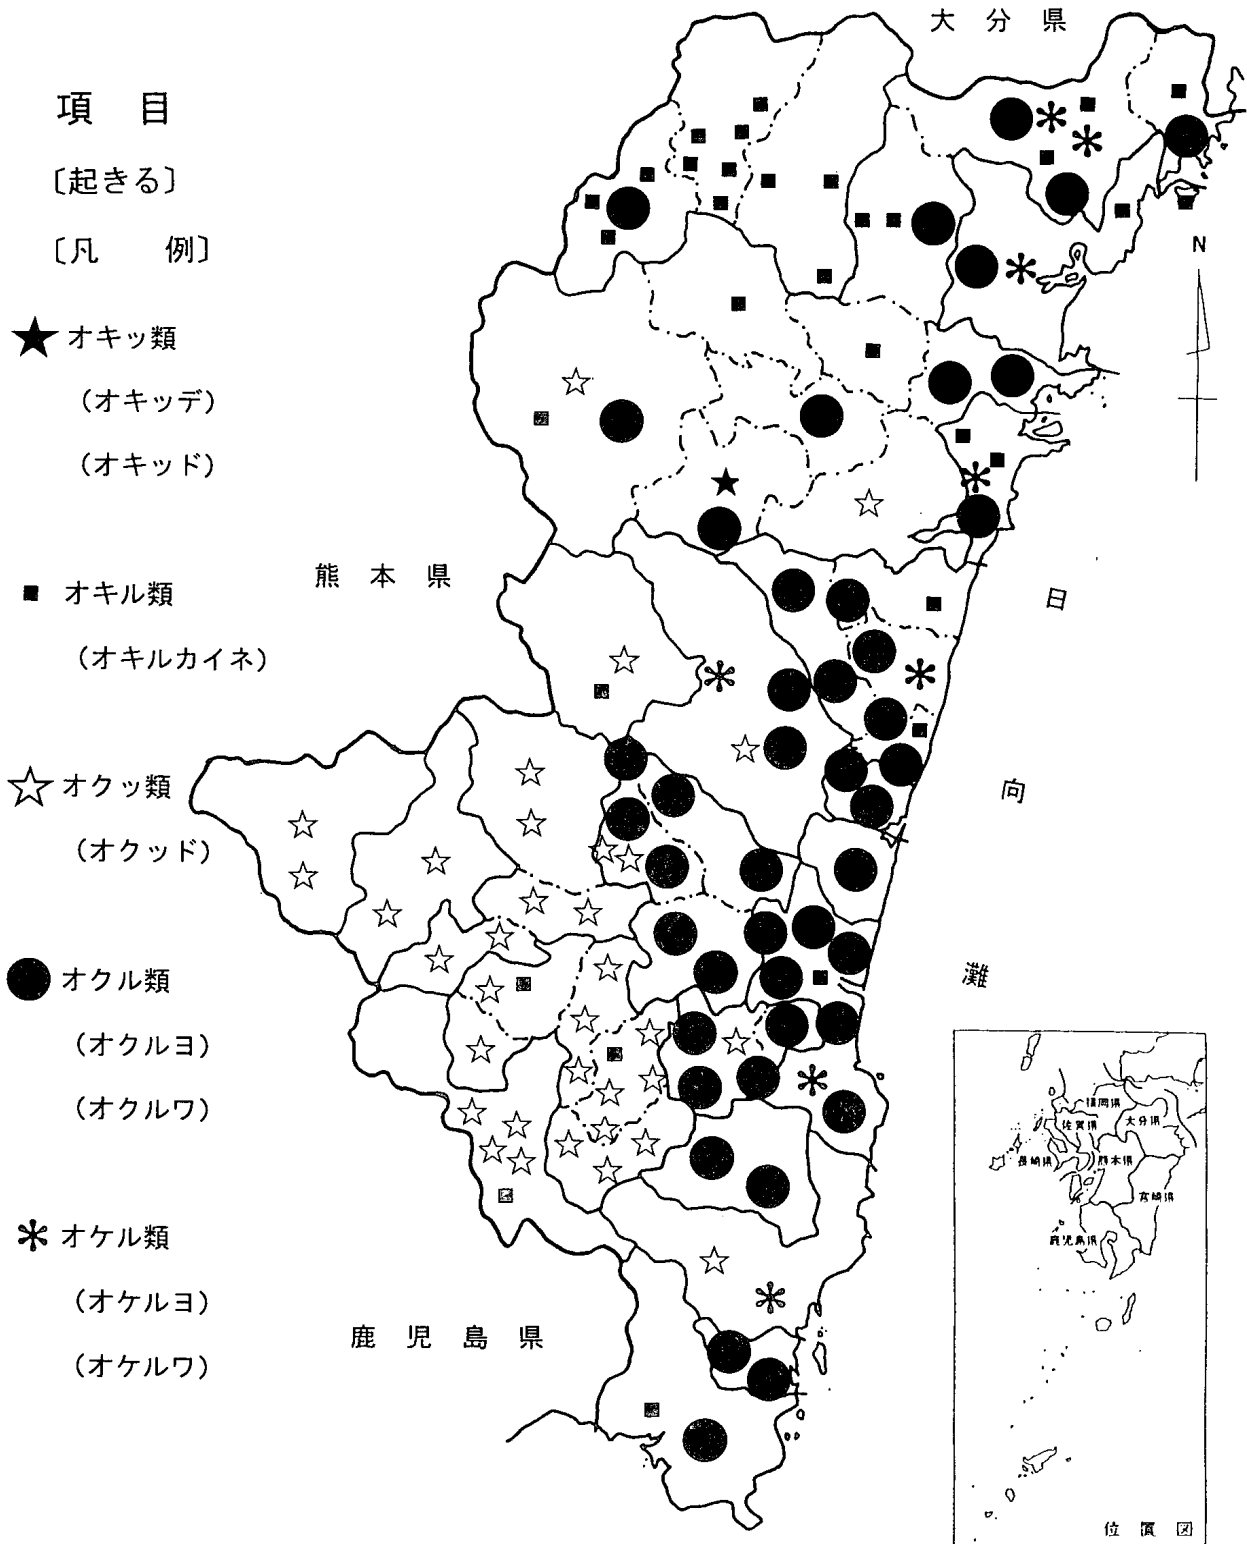 大分県
項目
〔起きる〕
〔凡例〕
N
オキッ類
(オキッデ)
(オキッド)
熊本県
オキル類
(オキルカイネ)
日
向
灘
オクッ類
(オクッド)
オクル類
(オクルヨ)
(オクルワ)
オケル類
(オケルヨ)
(オケルワ)
鹿児島県
福岡県
佐賀県
大分県
長崎県
熊本県
宮崎県
鹿児島県
位置図